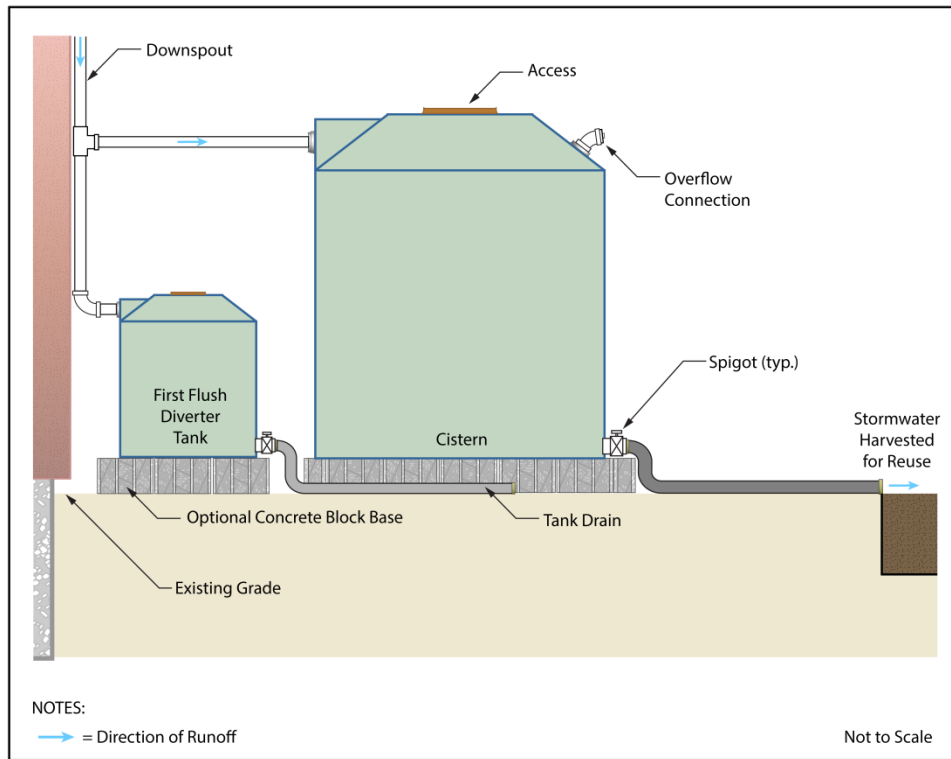 Downspout
Access
Overflow
Connection
Spigot (typ.)
First Flush
Diverter
Tank
Cistern
Stormwater
Harvested
for Reuse
Optional Concrete Block Base
Tank Drain
Existing Grade
NOTES:
= Direction of Runoff
Not to Scale